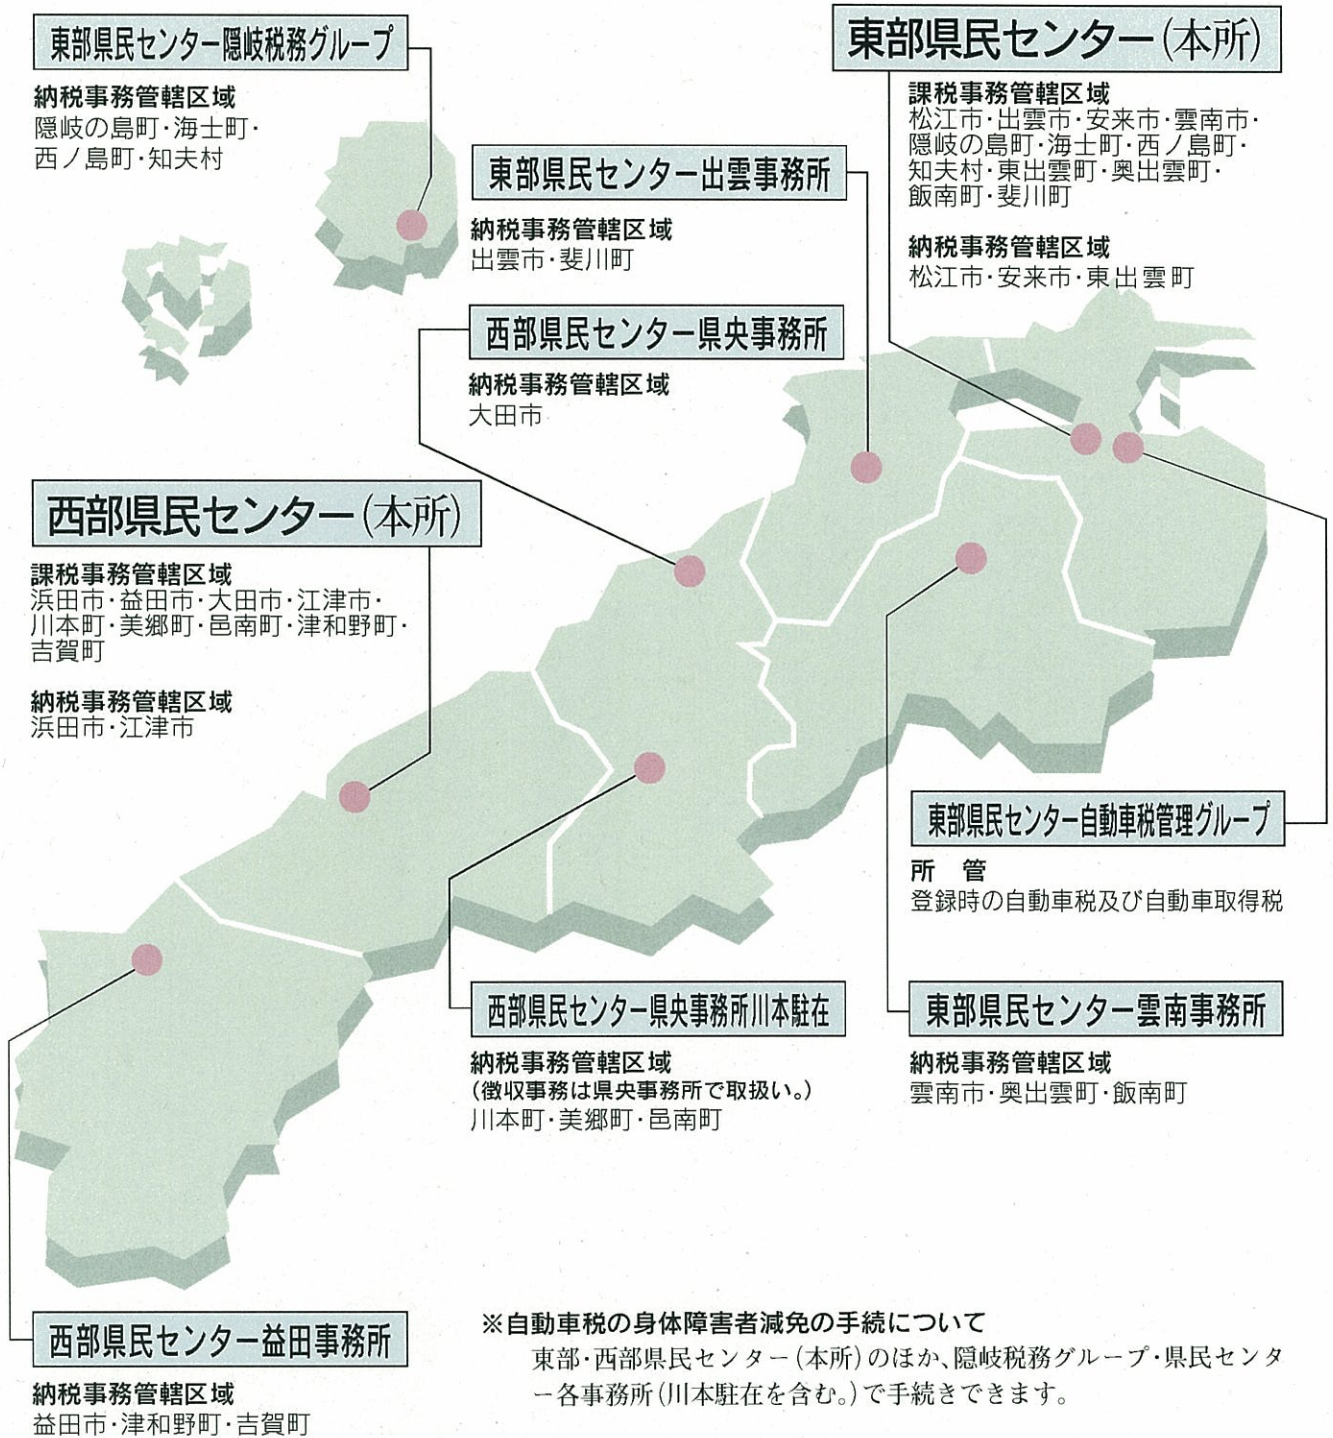 東部県民センター隠岐税務グループ
納税事務管轄区域
隠岐の島町・海士町・
西ノ島町・知夫村
東部県民センター(本所)
課税事務管轄区域
松江市・出雲市・安来市・雲南市・
隠岐の島町・海士町・西ノ島町・
知夫村・東出雲町・奥出雲町・
飯南町・斐川町
納税事務管轄区域
松江市・安来市・東出雲町
東部県民センター出雲事務所
納税事務管轄区域
出雲市・斐川町
西部県民センター県央事務所
納税事務管轄区域
大田市
西部県民センター(本所)
課税事務管轄区域
浜田市・益田市・大田市・江津市・
川本町・美郷町・邑南町・津和野町・
吉賀町
納税事務管轄区域
浜田市・江津市
東部県民センター自動車税管理グループ
所　管
登録時の自動車税及び自動車取得税
西部県民センター県央事務所川本駐在
納税事務管轄区域
(徴収事務は県央事務所で取扱い。)
川本町・美郷町・邑南町
東部県民センター雲南事務所
納税事務管轄区域
雲南市・奥出雲町・飯南町
西部県民センター益田事務所
納税事務管轄区域
益田市・津和野町・吉賀町
※自動車税の身体障害者減免の手続について
東部・西部県民センター(本所)のほか、隠岐税務グループ・県民センタ
ー各事務所(川本駐在を含む。)で手続きできます。